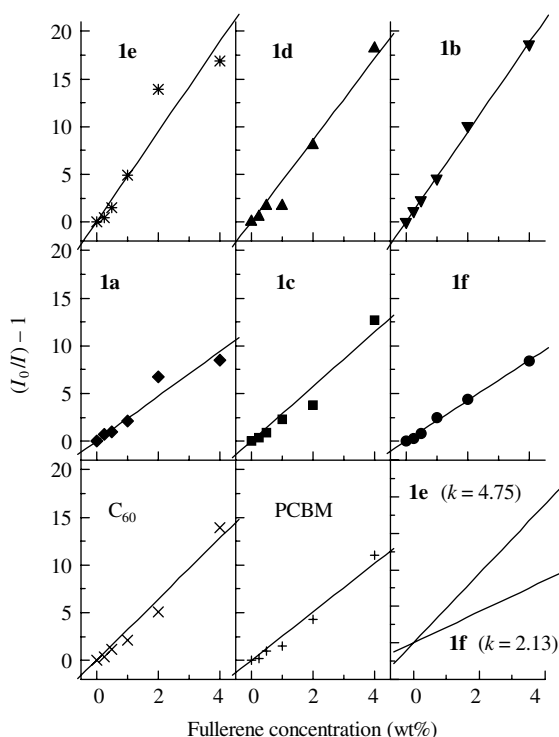 20
15
10
5
0
1e
1d
1b
15
10
5
0
1a
1c
1f
20
15
10
5
0
C₆₀
PCBM
1e (k = 4.75)
1f (k = 2.13)
0 2 4 0 2 4 0 2 4
(I₀/I) – 1
Fullerene concentration (wt%)